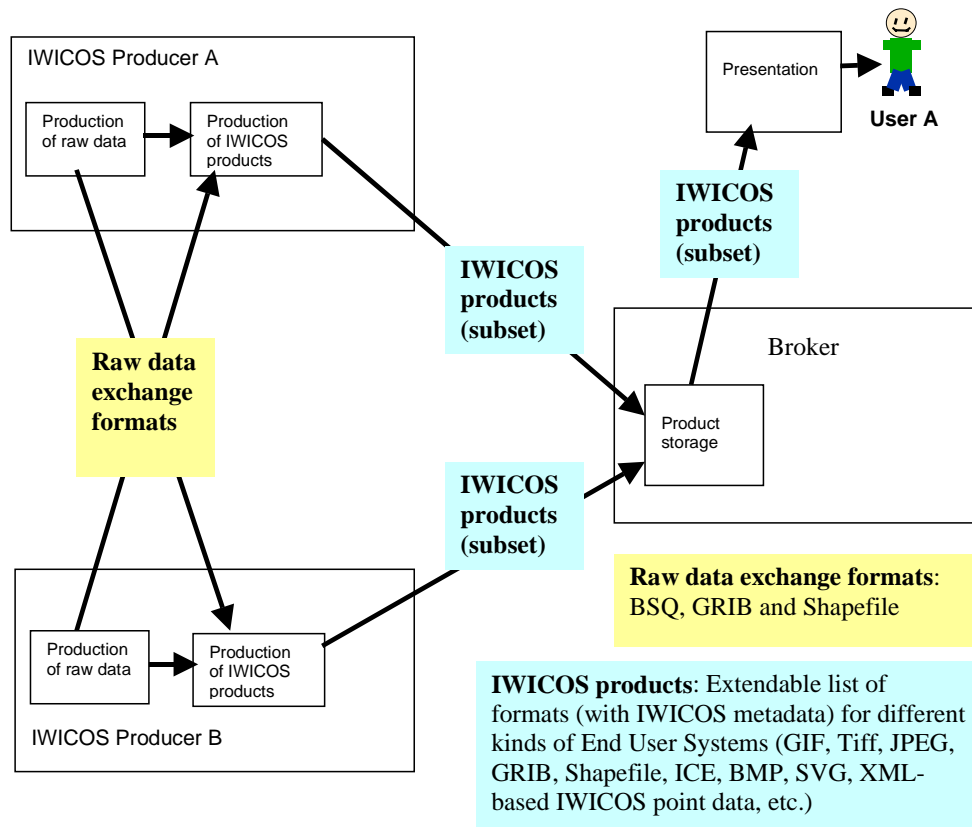 IWICOS Producer A
Production
of raw data
Production
of IWICOS
products
Presentation
User A
IWICOS
products
(subset)
IWICOS
products
(subset)
Raw data
exchange
formats
Broker
Product
storage
IWICOS
products
(subset)
Production
of raw data
Production
of IWICOS
products
IWICOS Producer B
Raw data exchange formats:
BSQ, GRIB and Shapefile
IWICOS products: Extendable list of
formats (with IWICOS metadata) for different
kinds of End User Systems (GIF, Tiff, JPEG,
GRIB, Shapefile, ICE, BMP, SVG, XML-
based IWICOS point data, etc.)